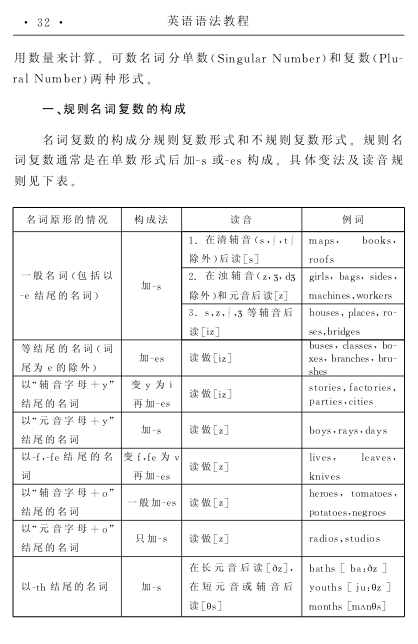 • 32 •
英语语法教程
用数量来计算。可数名词分单数(Singular Number)和复数(Plu-
ral Number)两种形式。
一、规则名词复数的构成
名词复数的构成分规则复数形式和不规则复数形式。规则名
词复数通常是在单数形式后加-s 或-es 构成。具体变法及读音规
则见下表。
名词原形的情况
构成法
读音
例词
一般名词(包括以
-e 结尾的名词)
加-s
1. 在清辅音(s,ʃ,tʃ
除外)后读[s]
maps, books,
roofs
2. 在浊辅音(z,ʒ,dʒ
除外)和元音后读[z]
girls, bags, sides,
machines,workers
3. s,z,ʃ,ʒ 等辅音后
读[iz]
houses, places, ro-
ses,bridges
等结尾的名词(词
尾为 e 的除外)
加-es
读做[iz]
buses, classes, bo-
xes, branches, bru-
shes
以“辅音字母+y”
结尾的名词
变 y 为 i
再加-es
读做[iz]
stories, factories,
parties,cities
以“元音字母+y”
结尾的名词
加-s
读做[z]
boys,rays,days
以-f,-fe 结尾的名
词
变 f,fe 为 v
再加-es
读做[z]
lives, leaves,
knives
以“辅音字母+o”
结尾的名词
一般加-es
读做[z]
heroes, tomatoes,
potatoes,negroes
以“元音字母+o”
结尾的名词
只加-s
读做[z]
radios,studios
以-th 结尾的名词
加-s
在长元音后读[ðz],
在短元音或辅音后
读[θs]
baths [ ba:ðz ]
youths [ ju:θz ]
months [mʌnθs]